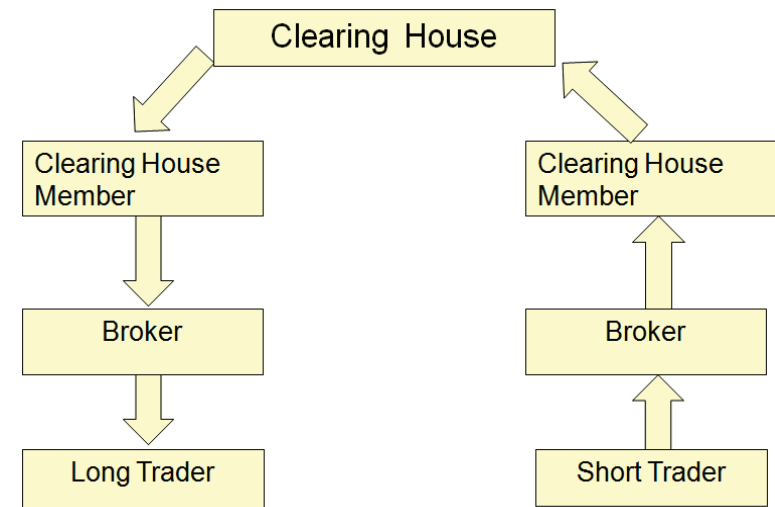 Clearing House
Clearing House
Member
Clearing House
Member
Broker
Broker
Long Trader
Short Trader